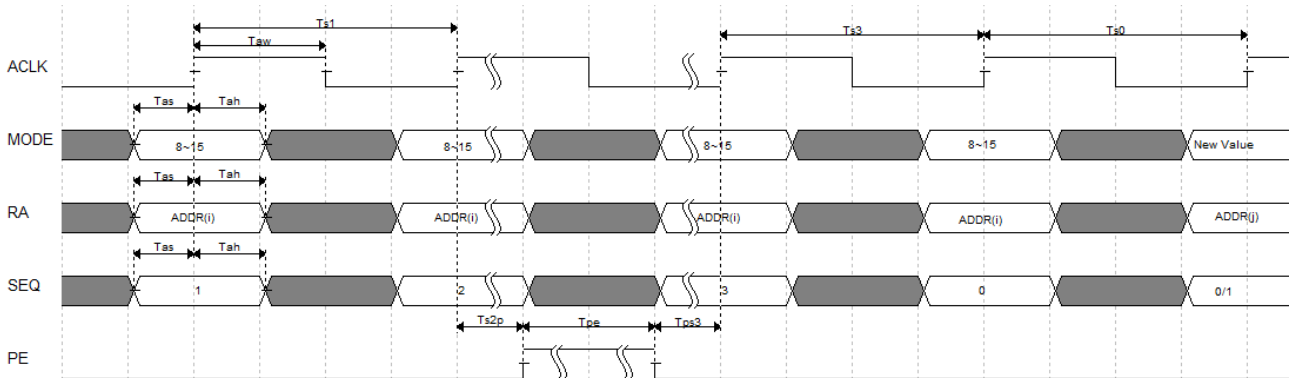 Ts1 Ts3 Ts0
Taw
ACLK
Tas Tah
MODE 8~15 8~15 8~15 8~15 New Value
Tas Tah
RA ADDR(i) ADDR(i) ADDR(i) ADDR(i) ADDR(j)
Tas Tah
SEQ 1 2 3 0 0/1
Ts2p Tpe Tps3
PE